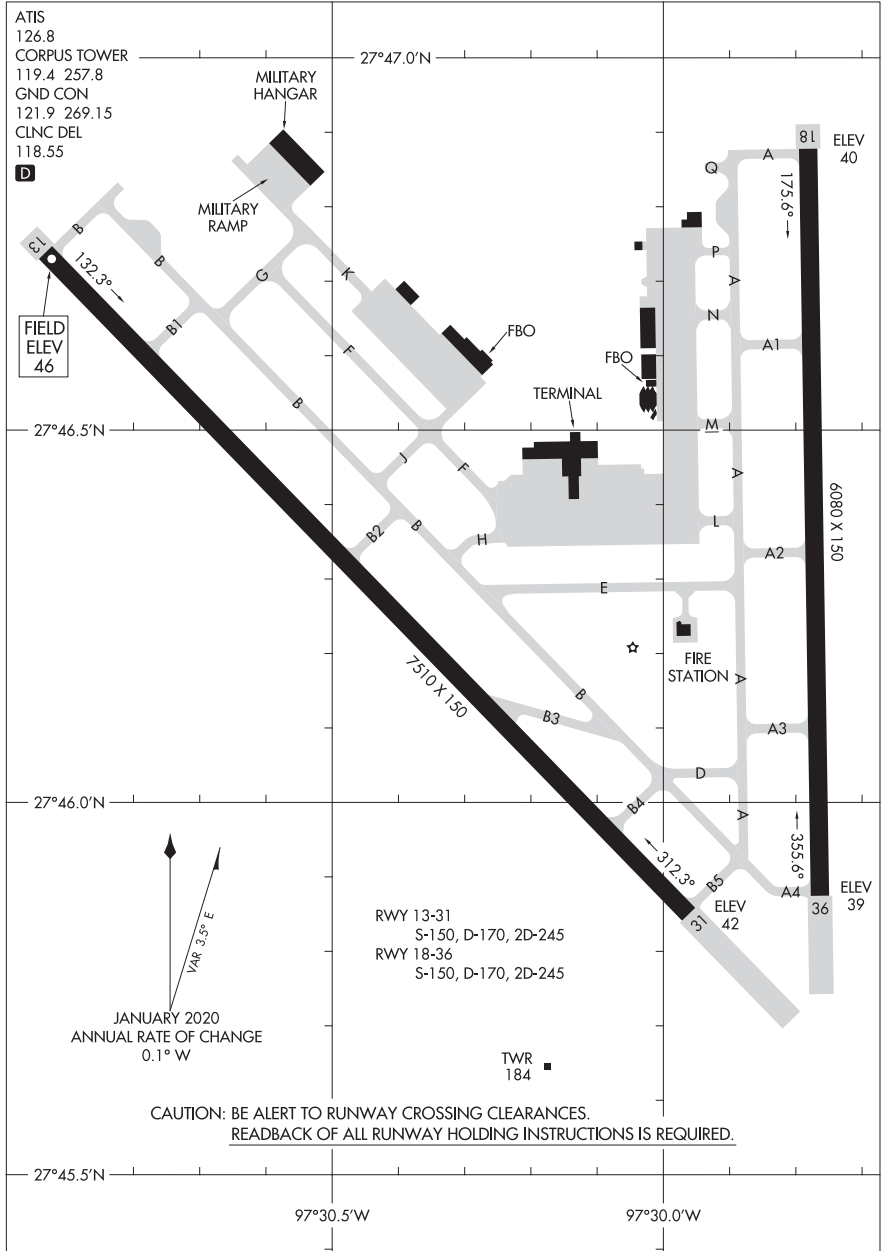 ATIS
126.8
CORPUS TOWER
119.4 257.8
GND CON
121.9 269.15
CLNC DEL
118.55
D
27°47.0'N
MILITARY
HANGAR
MILITARY
RAMP
18
ELEV
40
A
Q
175.6°
13
B
B
132.3°
G
K
P
A
FIELD
ELEV
46
B1
F
N
A1
FBO
FBO
TERMINAL
B
27°46.5'N
M
J
F
A
6080 X 150
B2
B
H
L
A2
E
FIRE
STATION
A
7510 X 150
B
B3
A3
D
27°46.0'N
B4
A
355.6°
312.3°
B5
A4
36
ELEV
39
31
ELEV
42
VAR 3.5° E
RWY 13-31
S-150, D-170, 2D-245
RWY 18-36
S-150, D-170, 2D-245
JANUARY 2020
ANNUAL RATE OF CHANGE
0.1° W
TWR
184
CAUTION: BE ALERT TO RUNWAY CROSSING CLEARANCES.
READBACK OF ALL RUNWAY HOLDING INSTRUCTIONS IS REQUIRED.
27°45.5'N
97°30.5'W
97°30.0'W